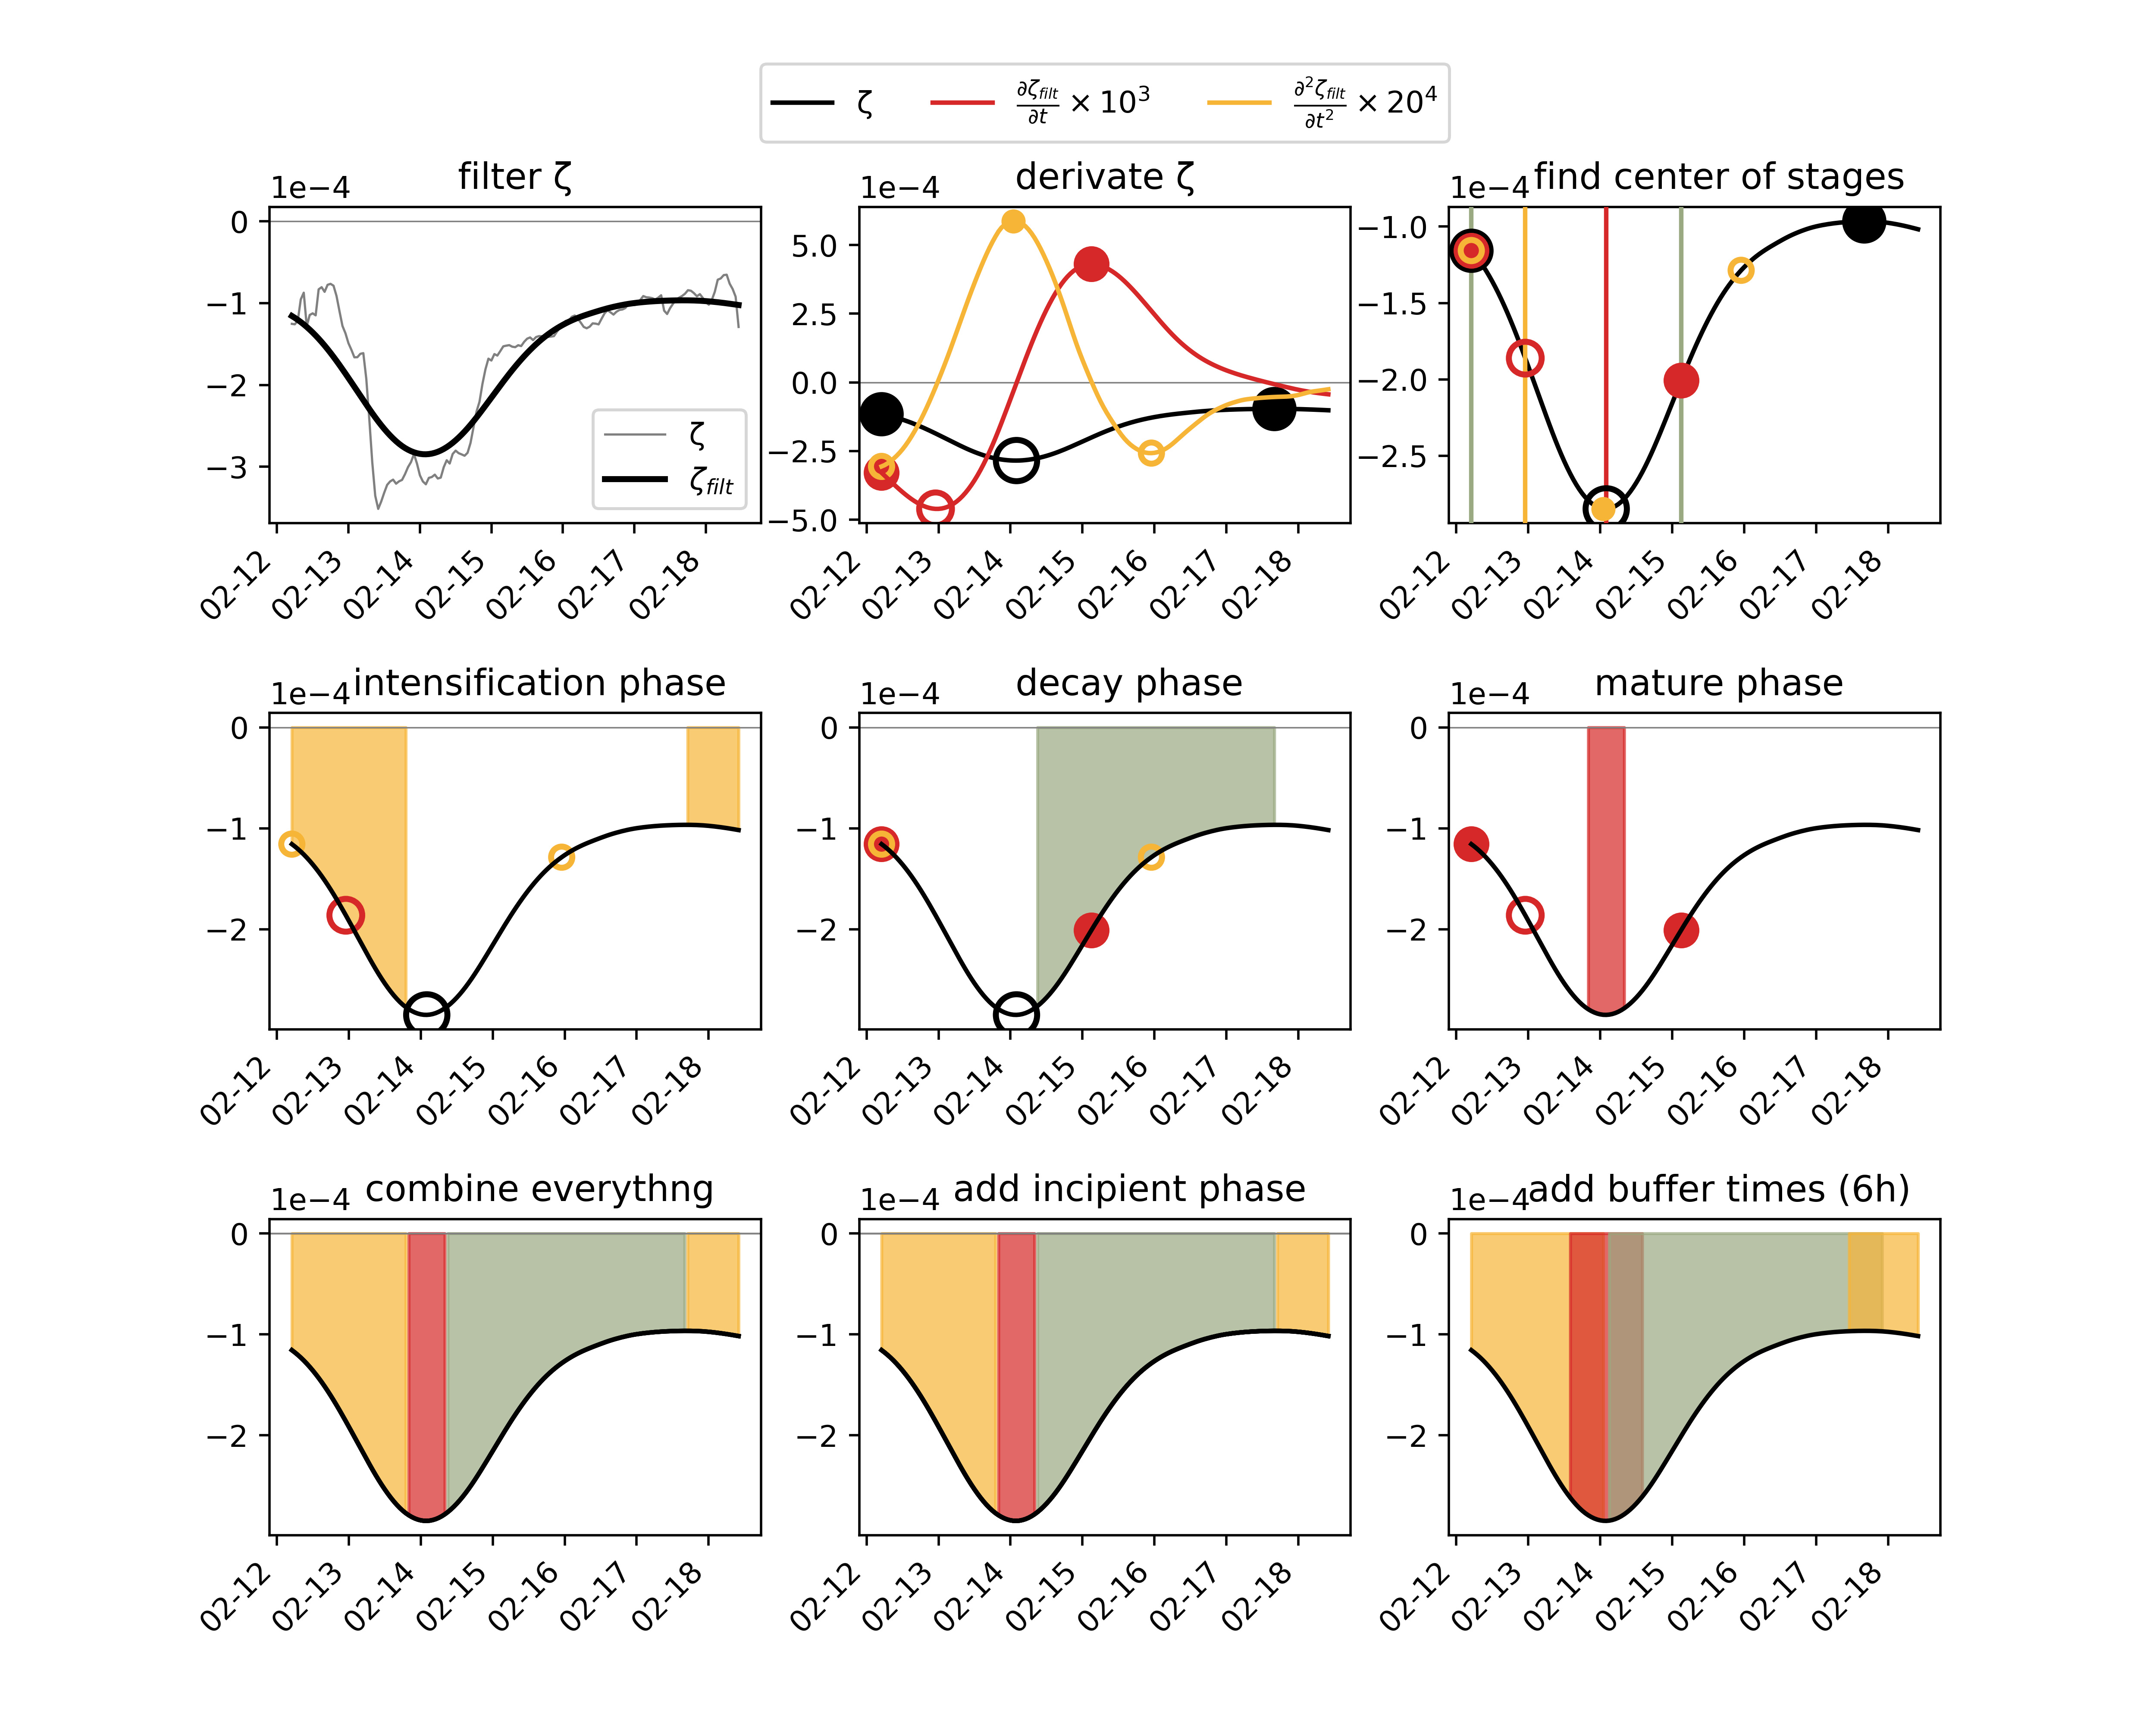 ζ ∂ζ_filt/∂t × 10³ ∂²ζ_filt/∂t² × 20⁴
filter ζ
1e−4
0
−1
−2
−3
ζ
ζ_filt
02-12 02-13 02-14 02-15 02-16 02-17 02-18
derivate ζ
1e−4
5.0
2.5
0.0
−2.5
−5.0
02-12 02-13 02-14 02-15 02-16 02-17 02-18
find center of stages
1e−4
−1.0
−1.5
−2.0
−2.5
02-12 02-13 02-14 02-15 02-16 02-17 02-18
intensification phase
1e−4
0
−1
−2
02-12 02-13 02-14 02-15 02-16 02-17 02-18
decay phase
1e−4
0
−1
−2
02-12 02-13 02-14 02-15 02-16 02-17 02-18
mature phase
1e−4
0
−1
−2
02-12 02-13 02-14 02-15 02-16 02-17 02-18
combine everythng
1e−4
0
−1
−2
02-12 02-13 02-14 02-15 02-16 02-17 02-18
add incipient phase
1e−4
0
−1
−2
02-12 02-13 02-14 02-15 02-16 02-17 02-18
add buffer times (6h)
1e−4
0
−1
−2
02-12 02-13 02-14 02-15 02-16 02-17 02-18